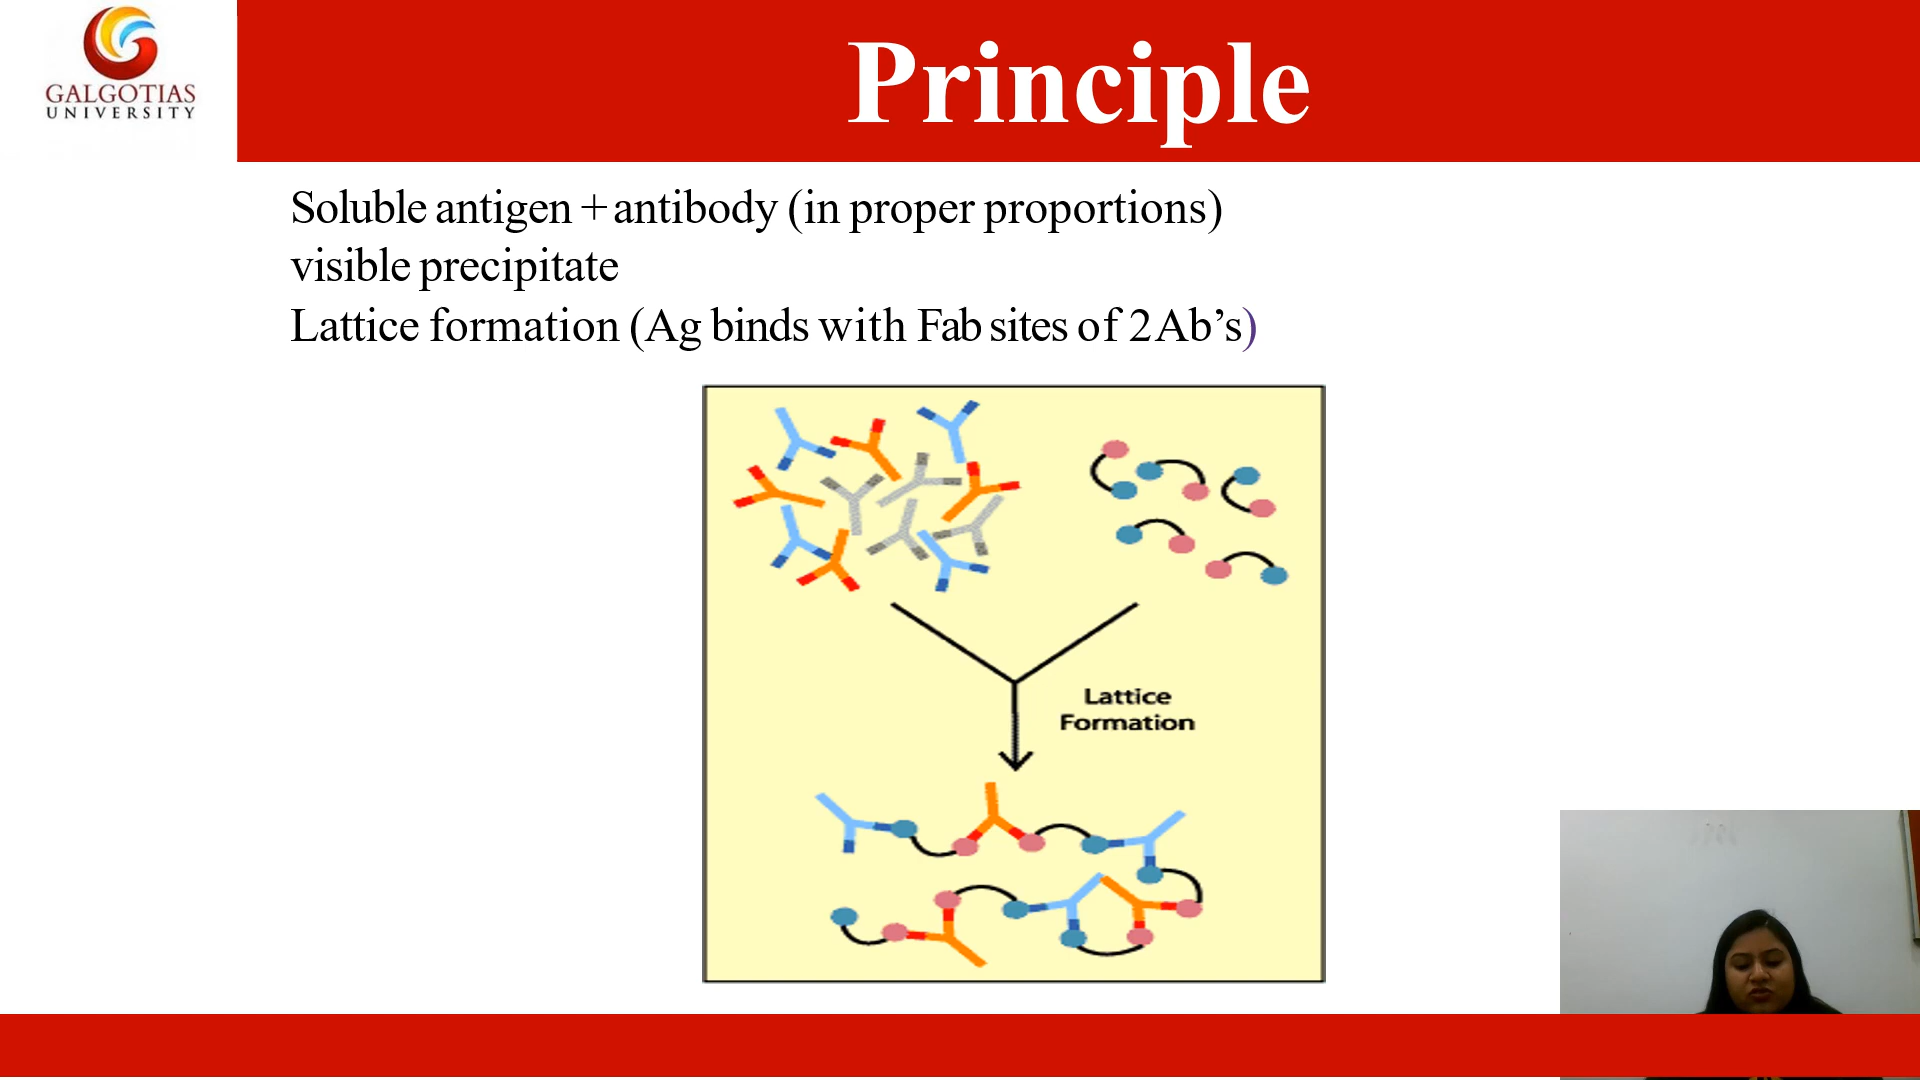 GALGOTIAS
UNIVERSITY
Principle
Soluble antigen + antibody (in proper proportions)
visible precipitate
Lattice formation (Ag binds with Fab sites of 2 Ab’s)
Lattice
Formation